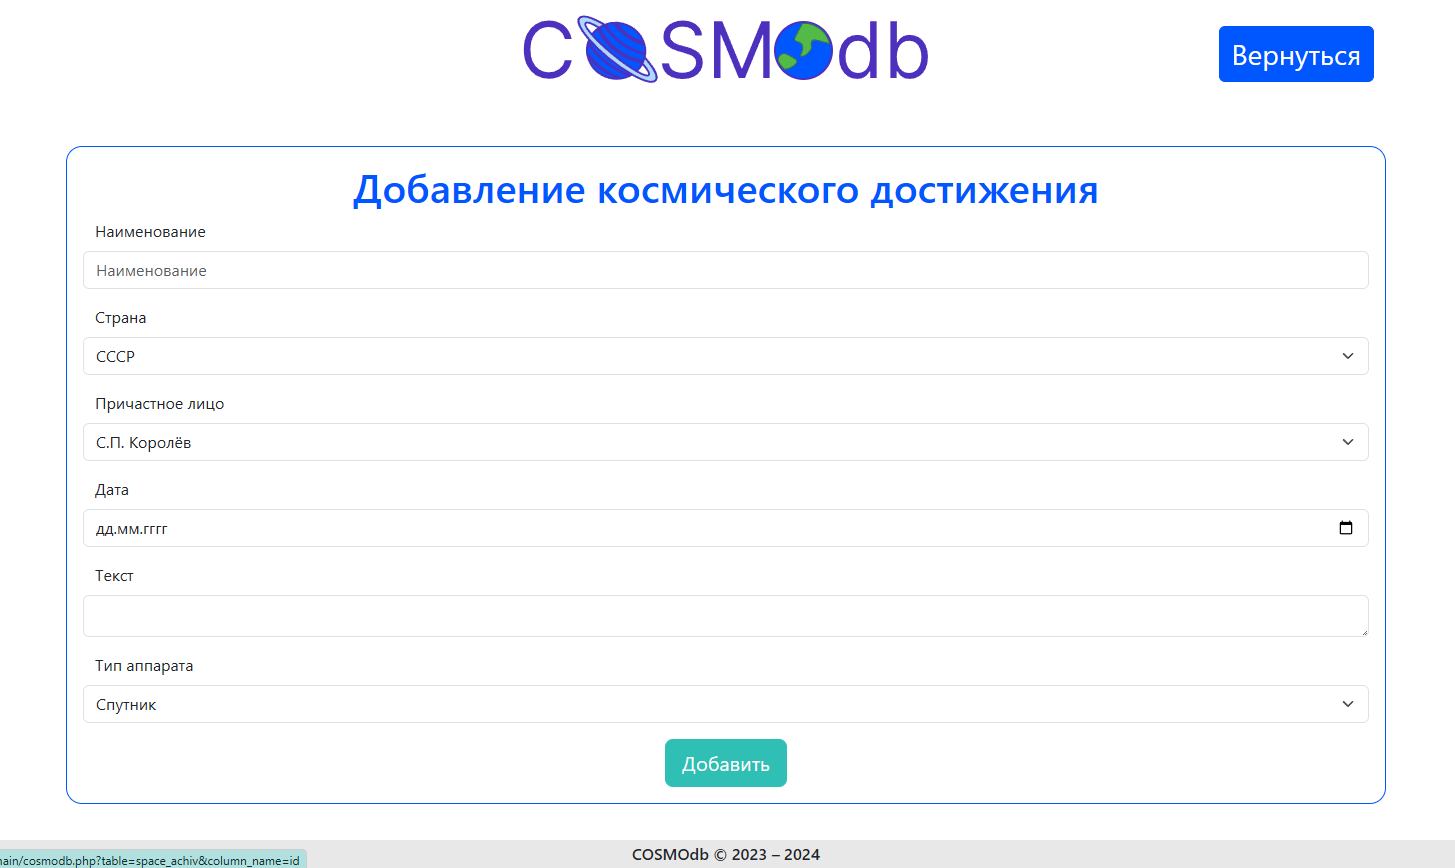 COSMOdb
Вернуться
Добавление космического достижения
Наименование
Наименование
Страна
СССР
Причастное лицо
С.П. Королёв
Дата
дд.мм.гггг
Текст
Тип аппарата
Спутник
Добавить
COSMOdb © 2023 – 2024
main/cosmodb.php?table=space_achiv&column_name=id